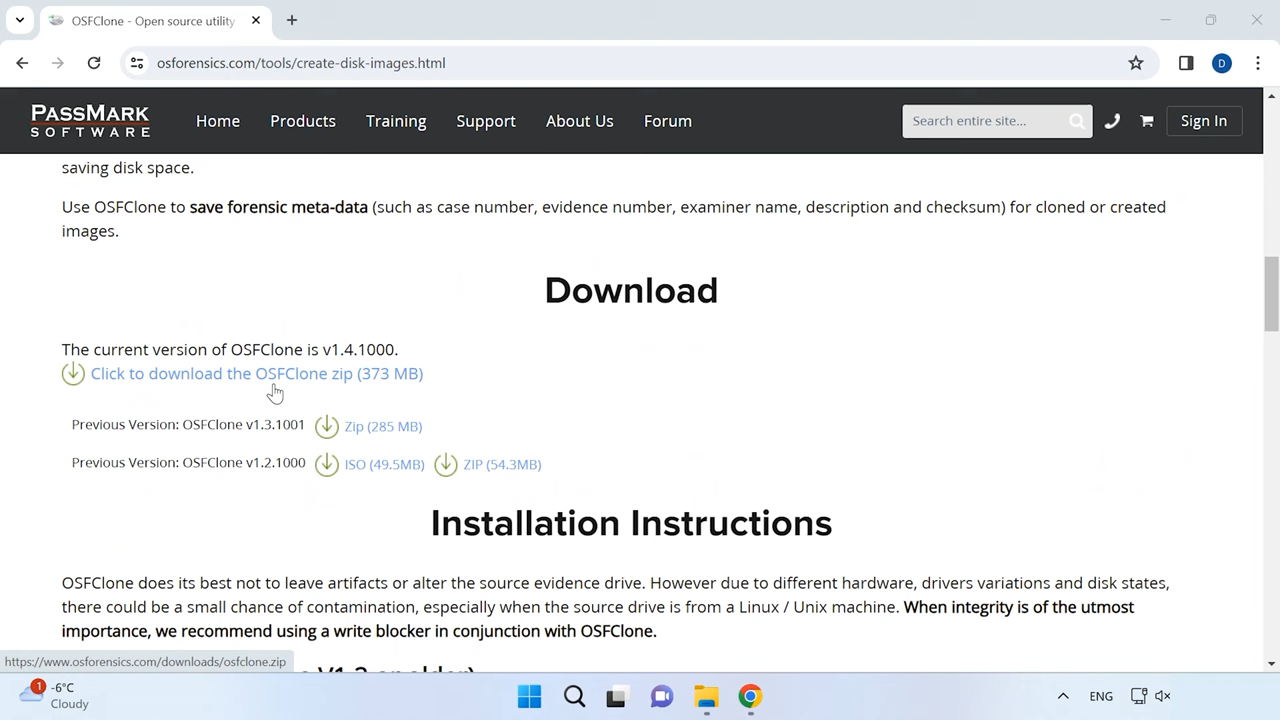 OSFClone - Open source utility
osforensics.com/tools/create-disk-images.html
D
PASSMARK
SOFTWARE
Home Products Training Support About Us Forum
Search entire site...
Sign In
saving disk space.
Use OSFClone to save forensic meta-data (such as case number, evidence number, examiner name, description and checksum) for cloned or created
images.
Download
The current version of OSFClone is v1.4.1000.
Click to download the OSFClone zip (373 MB)
Previous Version: OSFClone v1.3.1001 Zip (285 MB)
Previous Version: OSFClone v1.2.1000 ISO (49.5MB) ZIP (54.3MB)
Installation Instructions
OSFClone does its best not to leave artifacts or alter the source evidence drive. However due to different hardware, drivers variations and disk states,
there could be a small chance of contamination, especially when the source drive is from a Linux / Unix machine. When integrity is of the utmost
importance, we recommend using a write blocker in conjunction with OSFClone.
https://www.osforensics.com/downloads/osfclone.zip
1
-6°C
Cloudy
ENG